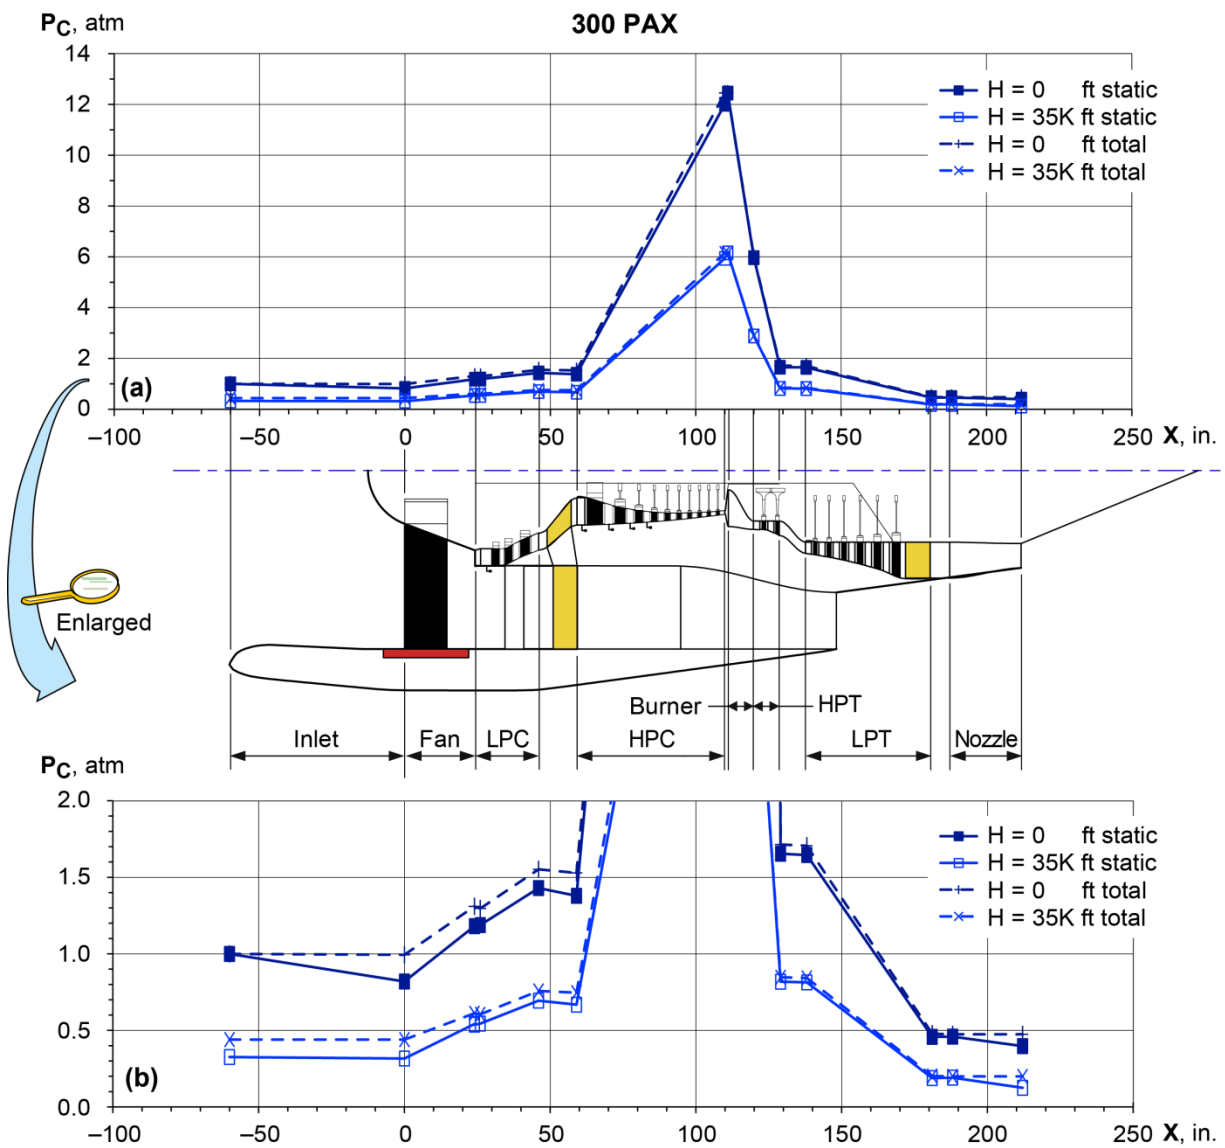 P_C, atm
300 PAX
14
12
10
8
6
4
2
0
H = 0 ft static
H = 35K ft static
H = 0 ft total
H = 35K ft total
(a)
–100
–50
0
50
100
150
200
250
X, in.
Enlarged
Burner
HPT
Inlet
Fan
LPC
HPC
LPT
Nozzle
P_C, atm
2.0
1.5
1.0
0.5
0.0
H = 0 ft static
H = 35K ft static
H = 0 ft total
H = 35K ft total
(b)
–100
–50
0
50
100
150
200
250
X, in.